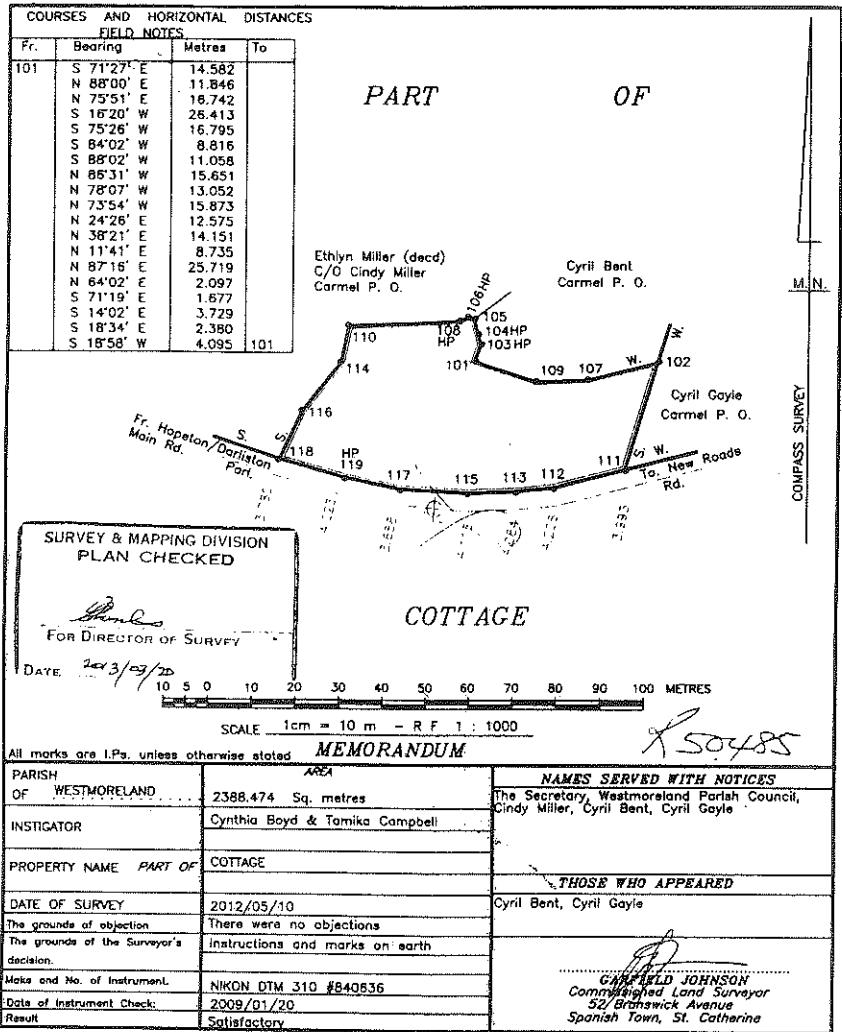 COURSES AND HORIZONTAL DISTANCES
FIELD NOTES
Fr. Bearing Metres To
101 S 71°27' E 14.582
N 88°00' E 11.846
N 75°51' E 16.742
S 16°20' W 26.413
S 75°26' W 16.795
S 84°02' W 8.816
S 88°02' W 11.058
N 86°31' W 15.651
N 78°07' W 13.052
N 73°54' W 15.873
N 24°26' E 12.575
N 38°21' E 14.151
N 11°41' E 8.735
N 87°16' E 25.719
N 64°02' E 2.097
S 71°19' E 1.677
S 14°02' E 3.729
S 18°34' E 2.380
S 18°58' W 4.095 101
PART OF
Ethlyn Miller (decd)
C/O Cindy Miller
Carmel P. O.
Cyril Bent
Carmel P. O.
M.N.
COMPASS SURVEY
106HP
105
108
HP
104HP
103HP
110
101
109
107
W.
W.
102
114
Cyril Gayle
Carmel P. O.
116
S.
S.
118
HP
119
117
115
113
112
111
S.
W.
Fr. Hopeton/Darliston
Main Rd.
Parl.
To. New Roads
Rd.
3.893
SURVEY & MAPPING DIVISION
PLAN CHECKED
FOR DIRECTOR OF SURVEY
DATE 2013/03/20
COTTAGE
10 5 0 10 20 30 40 50 60 70 80 90 100 METRES
SCALE 1cm = 10 m - R F 1 : 1000
50485
All marks are I.Ps. unless otherwise stated
MEMORANDUM
PARISH
OF WESTMORELAND
AREA
2388.474 Sq. metres
NAMES SERVED WITH NOTICES
The Secretary, Westmoreland Parish Council,
Cindy Miller, Cyril Bent, Cyril Gayle
INSTIGATOR
Cynthia Boyd & Tamika Campbell
PROPERTY NAME PART OF COTTAGE
THOSE WHO APPEARED
Cyril Bent, Cyril Gayle
DATE OF SURVEY 2012/05/10
The grounds of objection There were no objections
The grounds of the Surveyor's
decision.
Instructions and marks on earth
Make and No. of Instrument. NIKON DTM 310 #840836
Date of Instrument Check: 2009/01/20
Result Satisfactory
GARFIELD JOHNSON
Commissioned Land Surveyor
52 Brunswick Avenue
Spanish Town, St. Catherine